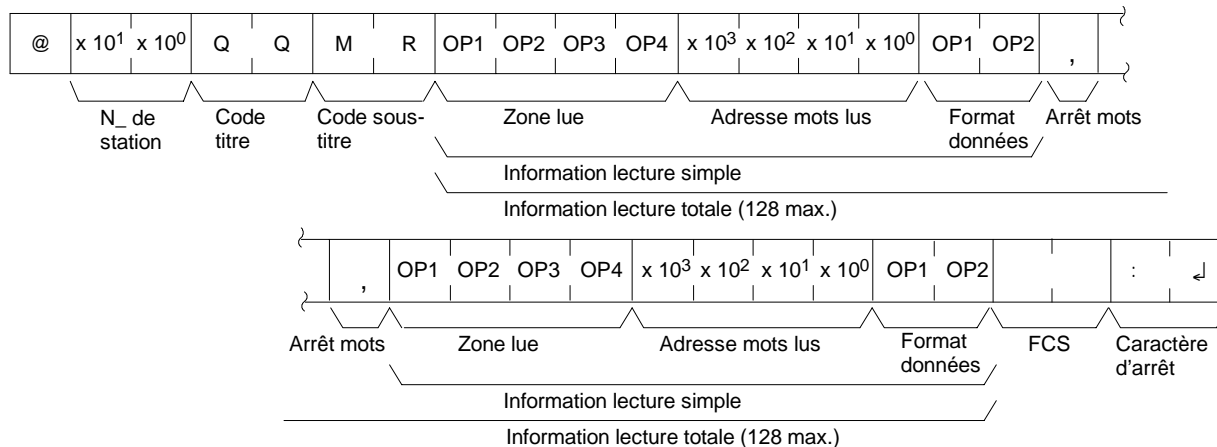 @ x 10¹ x 10⁰ Q Q M R OP1 OP2 OP3 OP4 x 10³ x 10² x 10¹ x 10⁰ OP1 OP2 ,
N_ de station Code titre Code sous-titre Zone lue Adresse mots lus Format données Arrêt mots
Information lecture simple
Information lecture totale (128 max.)
, OP1 OP2 OP3 OP4 x 10³ x 10² x 10¹ x 10⁰ OP1 OP2 : ↲
Arrêt mots Zone lue Adresse mots lus Format données FCS Caractère d'arrêt
Information lecture simple
Information lecture totale (128 max.)